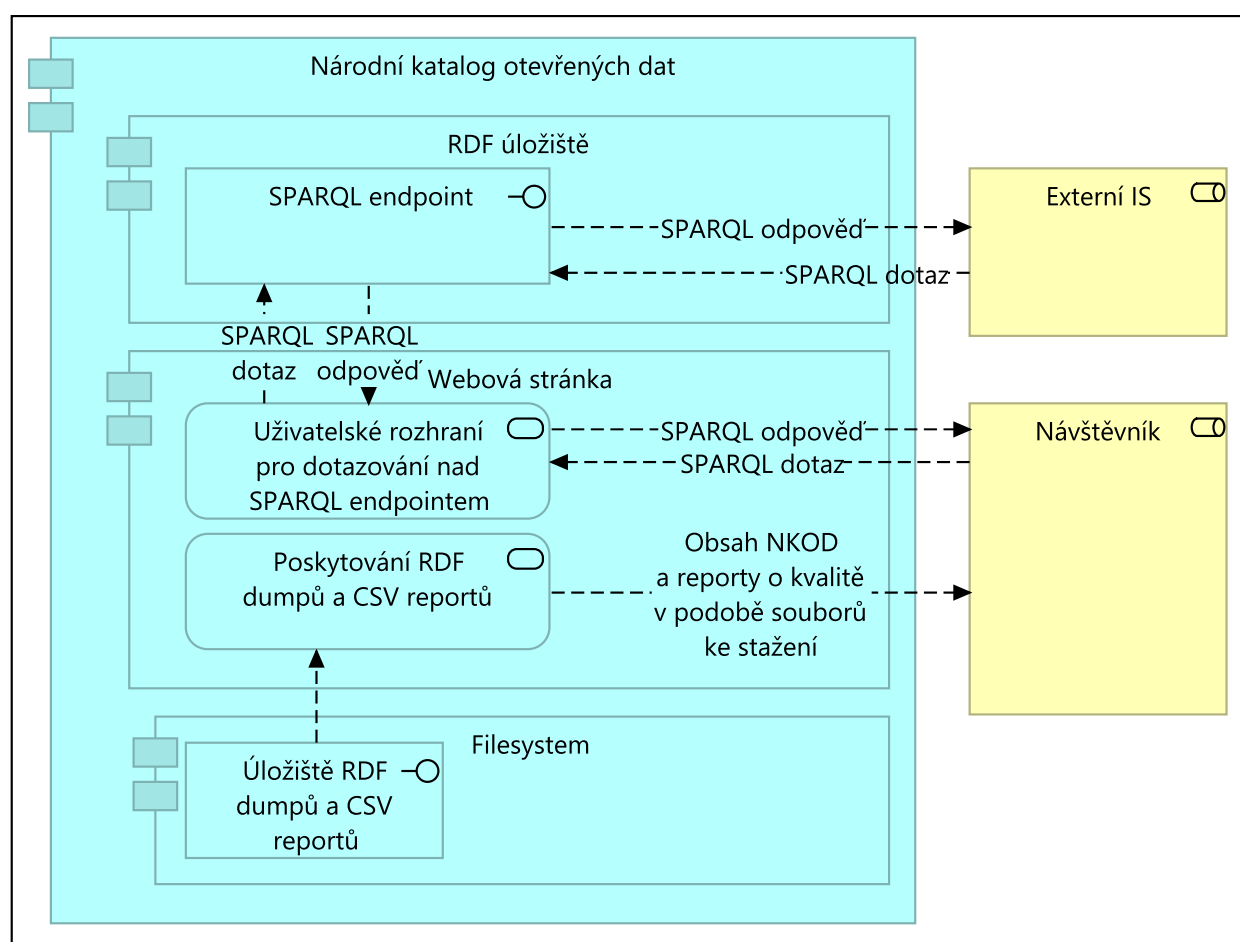 Národní katalog otevřených dat
RDF úložiště
SPARQL endpoint
Externí IS
SPARQL odpověď
SPARQL dotaz
SPARQL
dotaz
SPARQL
odpověď
Webová stránka
Uživatelské rozhraní
pro dotazování nad
SPARQL endpointem
SPARQL odpověď
SPARQL dotaz
Návštěvník
Poskytování RDF
dumpů a CSV reportů
Obsah NKOD
a reporty o kvalitě
v podobě souborů
ke stažení
Filesystem
Úložiště RDF
dumpů a CSV
reportů